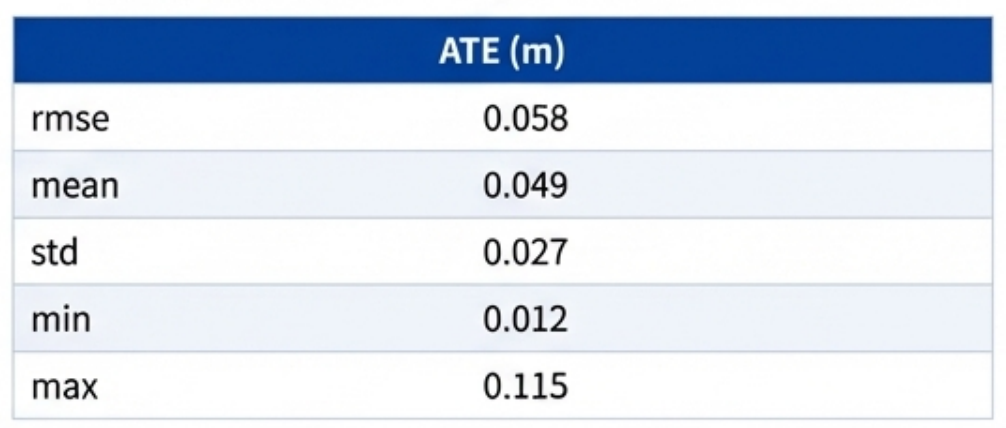 ATE (m)
rmse 0.058
mean 0.049
std 0.027
min 0.012
max 0.115